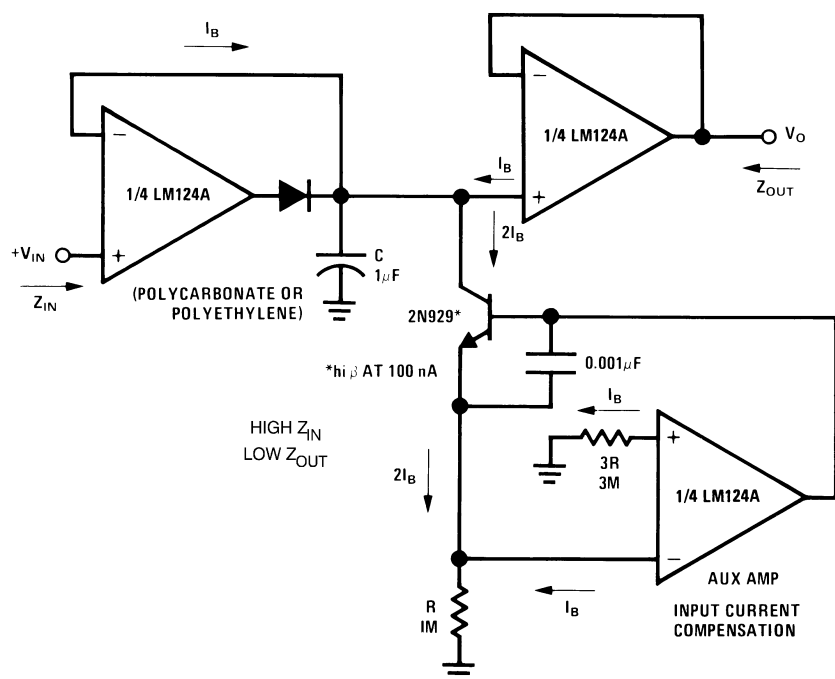 I_B
1/4 LM124A
−
+
+V_IN
Z_IN
C
1μF
(POLYCARBONATE OR
POLYETHYLENE)
1/4 LM124A
−
+
I_B
V_O
Z_OUT
2I_B
2N929*
*hi β AT 100 nA
0.001μF
HIGH Z_IN
LOW Z_OUT
I_B
3R
3M
2I_B
1/4 LM124A
+
−
AUX AMP
INPUT CURRENT
COMPENSATION
I_B
R
1M